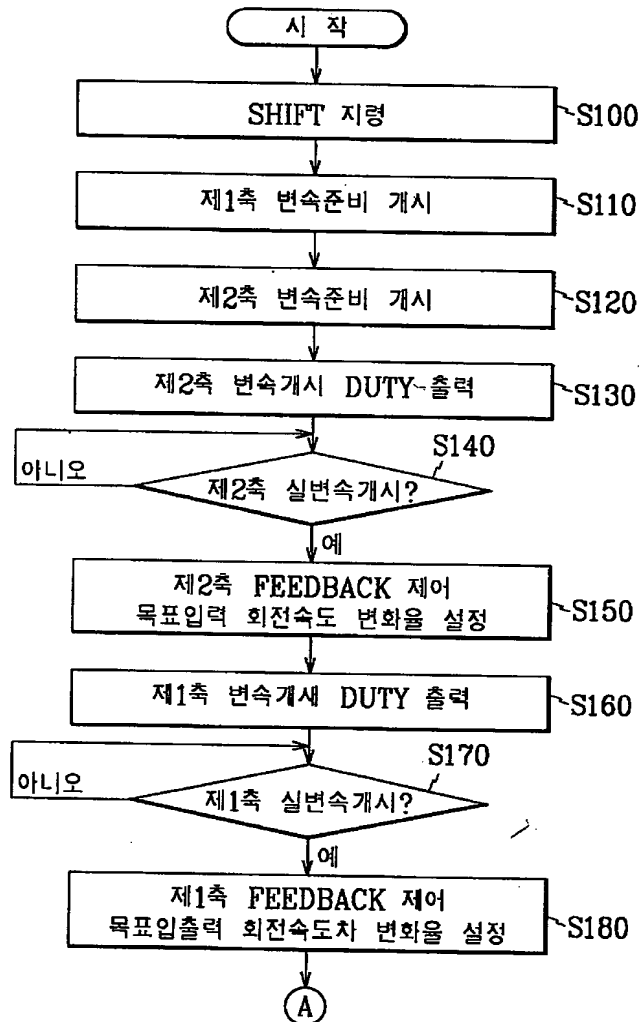 시 작
SHIFT 지령
S100
제1축 변속준비 개시
S110
제2축 변속준비 개시
S120
제2축 변속개시 DUTY 출력
S130
S140
아니오
제2축 실변속개시?
예
제2축 FEEDBACK 제어
목표입력 회전속도 변화율 설정
S150
제1축 변속개새 DUTY 출력
S160
S170
아니오
제1축 실변속개시?
예
제1축 FEEDBACK 제어
목표입출력 회전속도차 변화율 설정
S180
A